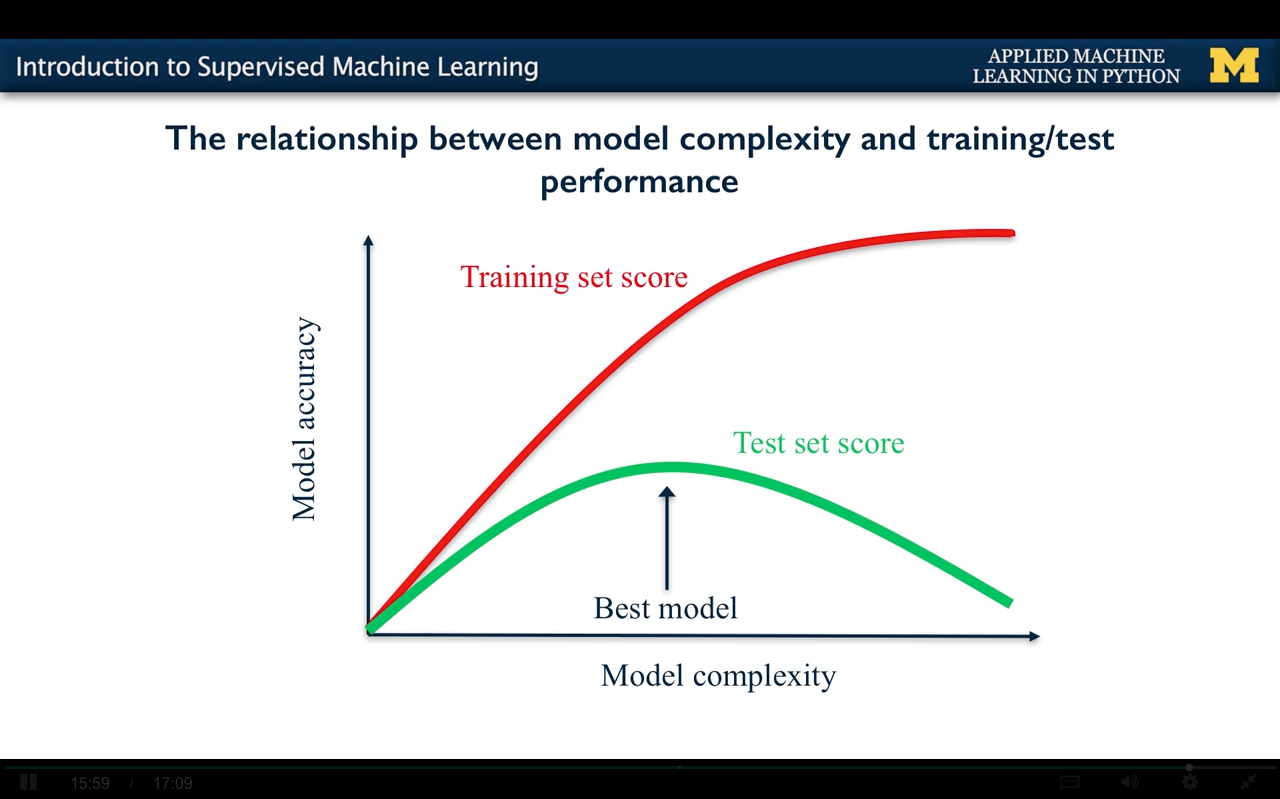 Introduction to Supervised Machine Learning
APPLIED MACHINE
LEARNING IN PYTHON
M
The relationship between model complexity and training/test
performance
Training set score
Model accuracy
Test set score
Best model
Model complexity
15:59 / 17:09